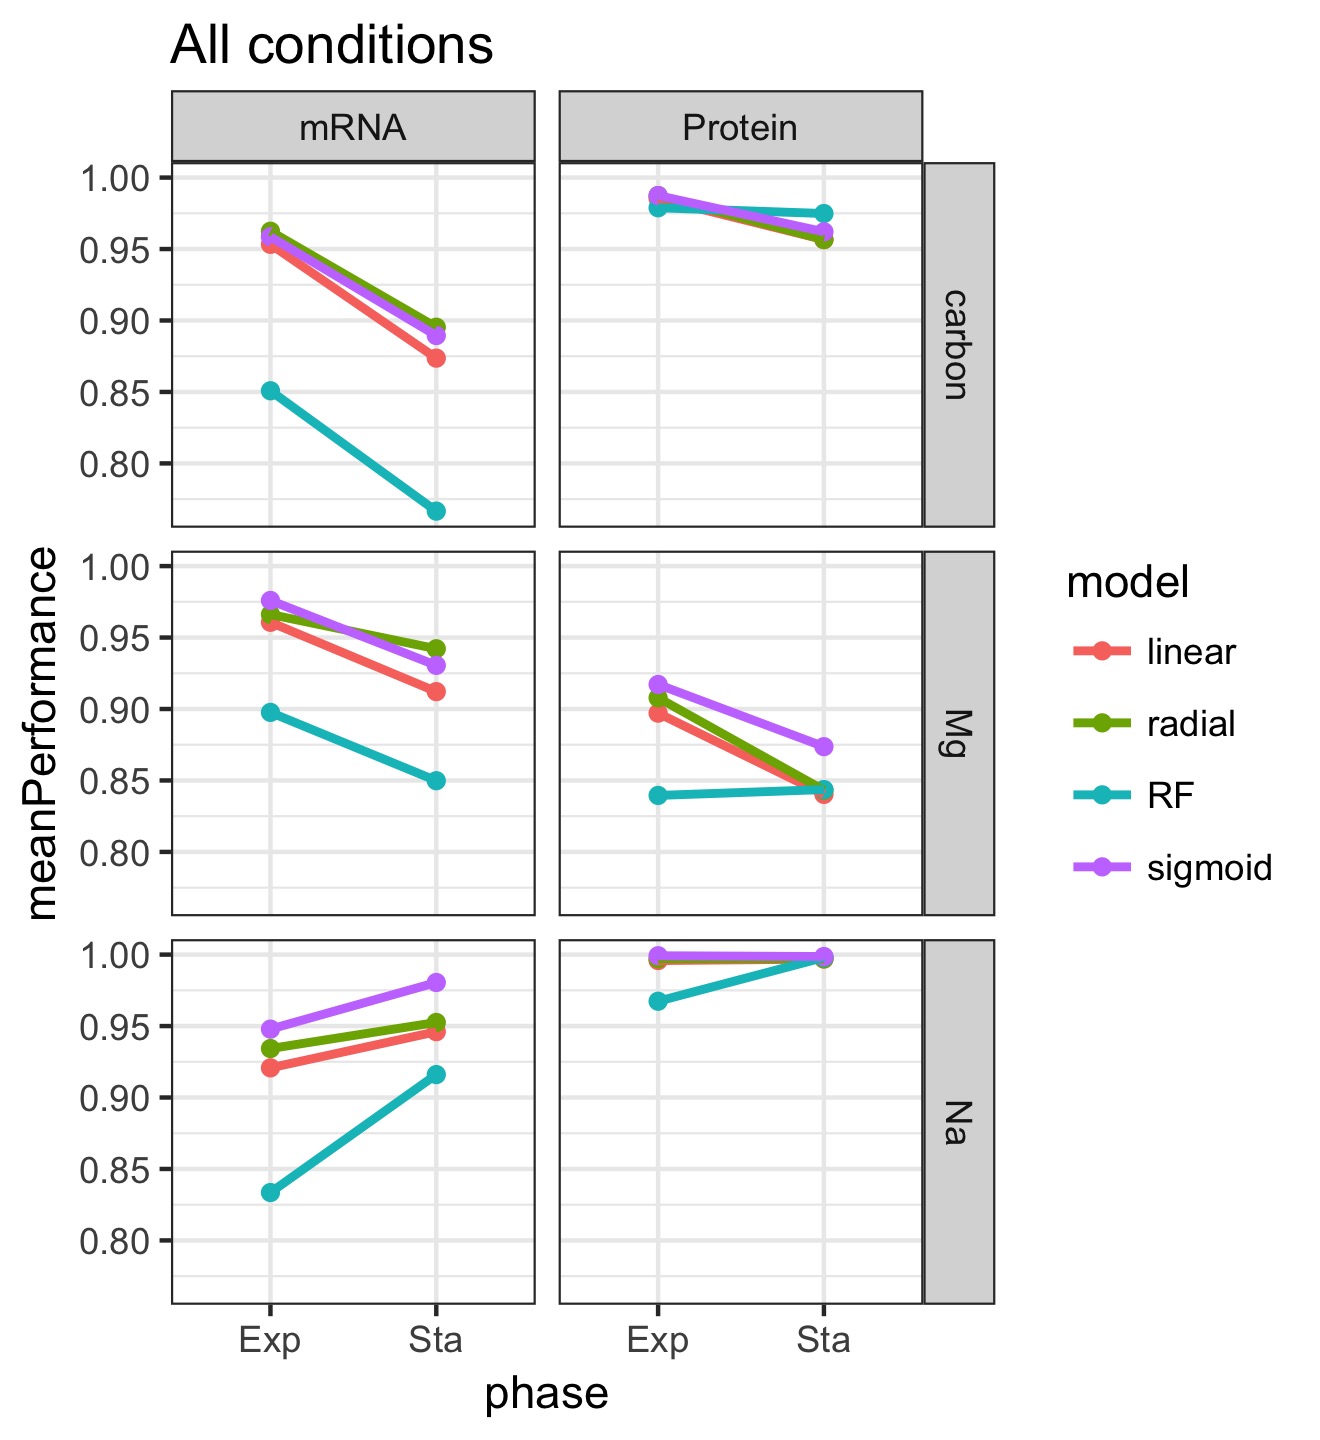 All conditions
mRNA
Protein
1.00
0.95
0.90
0.85
0.80
carbon
1.00
0.95
0.90
0.85
0.80
Mg
1.00
0.95
0.90
0.85
0.80
Na
meanPerformance
Exp
Sta
Exp
Sta
phase
model
linear
radial
RF
sigmoid